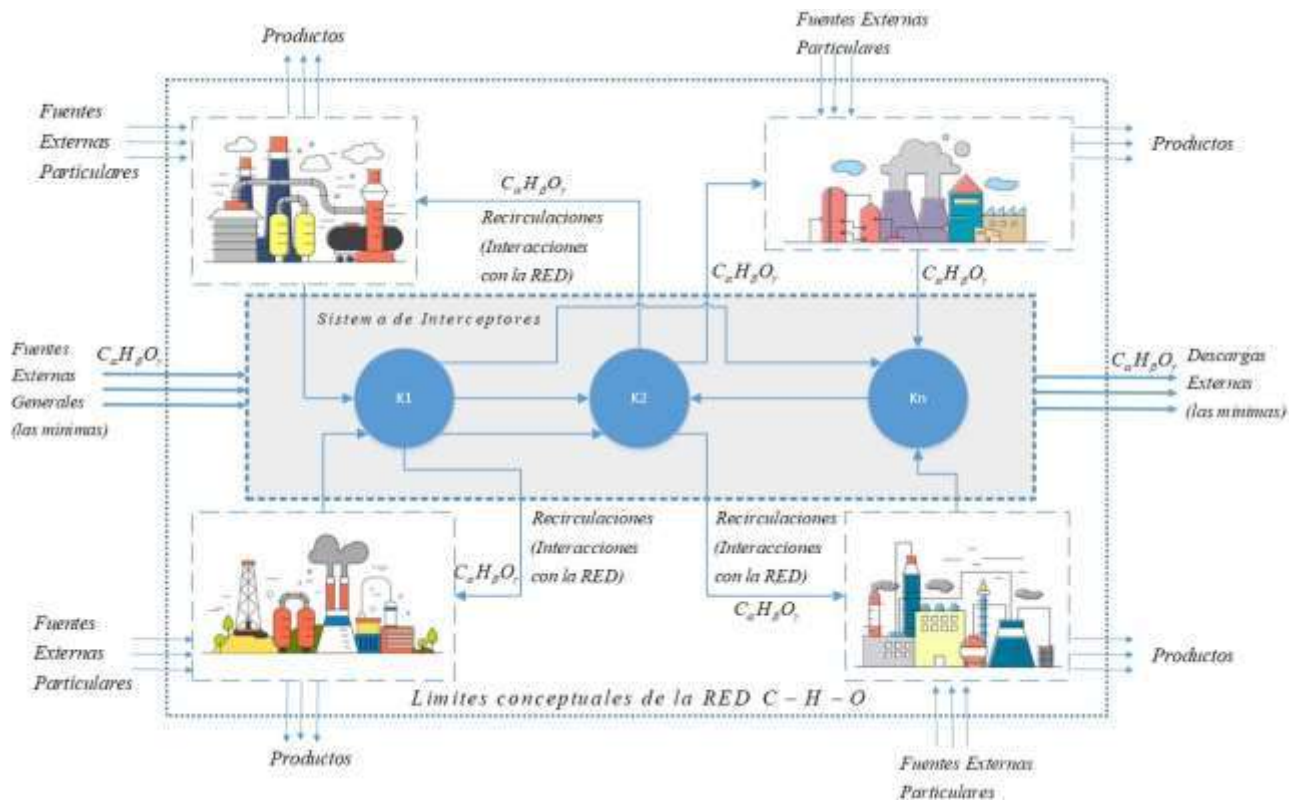 Productos
Fuentes Externas
Particulares
Fuentes
Externas
Particulares
Productos
CαHβOγ
Recirculaciones
(Interacciones
con la RED)
CαHβOγ
CαHβOγ
Sistema de Interceptores
Fuentes
Externas
Generales
(las mínimas)
CαHβOγ
K1
K2
Kn
CαHβOγ
Descargas
Externas
(las mínimas)
Recirculaciones
(Interacciones
con la RED)
CαHβOγ
Recirculaciones
(Interacciones
con la RED)
CαHβOγ
Fuentes
Externas
Particulares
Productos
Límites conceptuales de la RED C – H – O
Productos
Fuentes Externas
Particulares